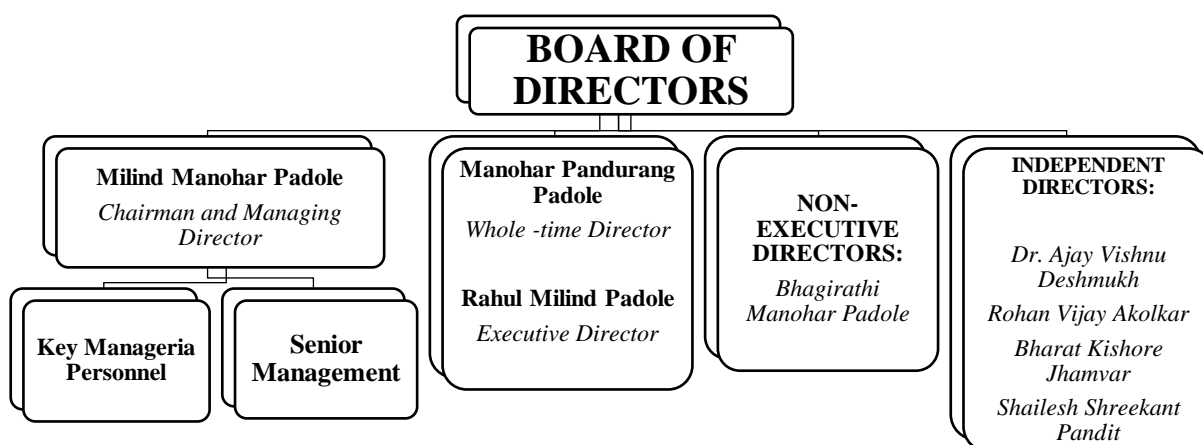 BOARD OF
DIRECTORS
Milind Manohar Padole
Chairman and Managing
Director
Key Manageria
Personnel
Senior
Management
Manohar Pandurang
Padole
Whole -time Director
Rahul Milind Padole
Executive Director
NON-
EXECUTIVE
DIRECTORS:
Bhagirathi
Manohar Padole
INDEPENDENT
DIRECTORS:
Dr. Ajay Vishnu
Deshmukh
Rohan Vijay Akolkar
Bharat Kishore
Jhamvar
Shailesh Shreekant
Pandit